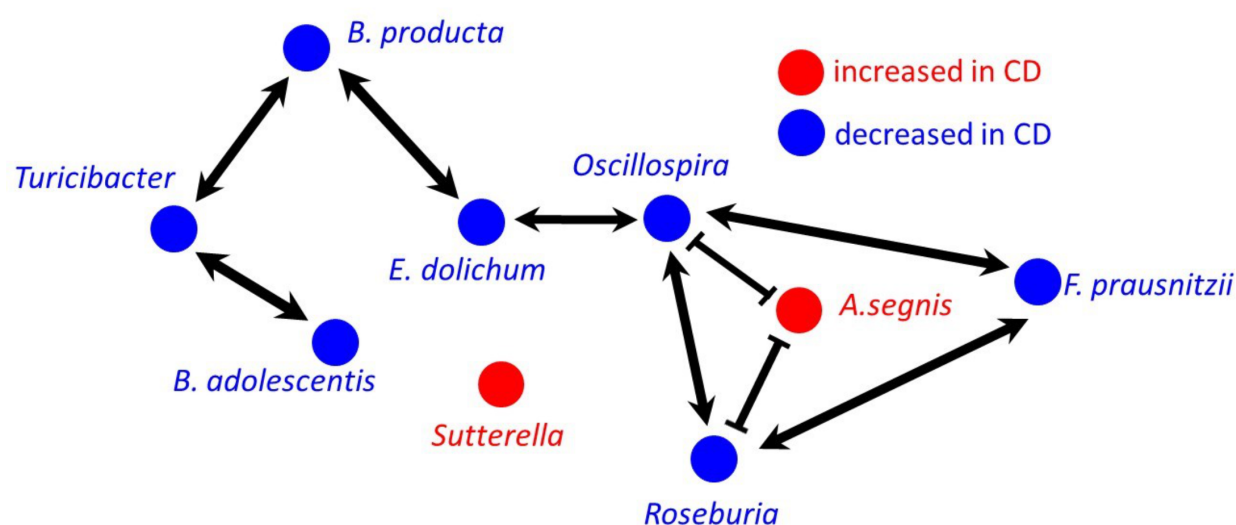 B. producta
increased in CD
decreased in CD
Turicibacter
Oscillospira
E. dolichum
F. prausnitzii
A.segnis
B. adolescentis
Sutterella
Roseburia